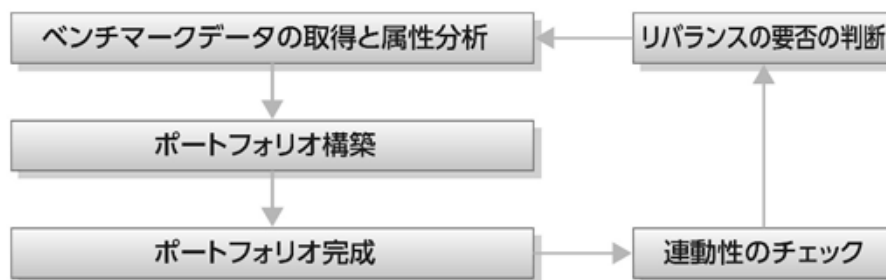 ベンチマークデータの取得と属性分析
リバランスの要否の判断
ポートフォリオ構築
ポートフォリオ完成
連動性のチェック